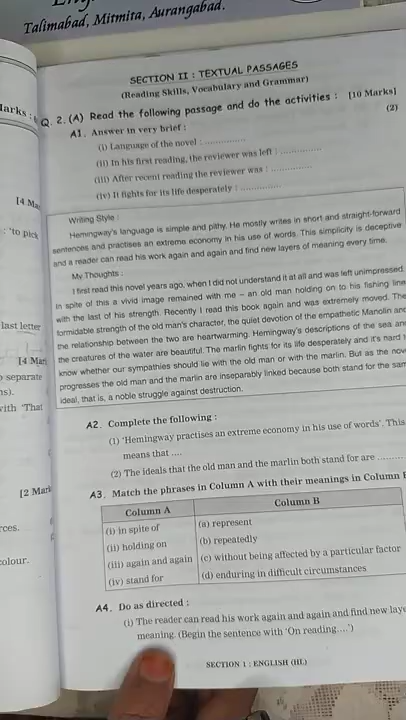 Talimabad, Mitmita, Aurangabad.
SECTION II : TEXTUAL PASSAGES
(Reading Skills, Vocabulary and Grammar)
Q. 2. (A) Read the following passage and do the activities : [10 Marks]
A1. Answer in very brief : (2)
(i) Language of the novel : ..............
(ii) In his first reading, the reviewer was left : ..............
(iii) After recent reading the reviewer was : ..............
(iv) It fights for its life desperately : ..............
Writing Style :
Hemingway's language is simple and pithy. He mostly writes in short and straight-forward
sentences and practises an extreme economy in his use of words. This simplicity is deceptive
and a reader can read his work again and again and find new layers of meaning every time.
My Thoughts :
I first read this novel years ago, when I did not understand it at all and was left unimpressed.
In spite of this a vivid image remained with me – an old man holding on to his fishing line
with the last of his strength. Recently I read this book again and was extremely moved. The
formidable strength of the old man's character, the quiet devotion of the empathetic Manolin and
the relationship between the two are heartwarming. Hemingway's descriptions of the sea and
the creatures of the water are beautiful. The marlin fights for its life desperately and it's hard
know whether our sympathies should lie with the old man or with the marlin. But as the
progresses the old man and the marlin are inseparably linked because both stand for the
ideal, that is, a noble struggle against destruction.
A2. Complete the following :
(1) 'Hemingway practises an extreme economy in his use of words'. This
means that ....
(2) The ideals that the old man and the marlin both stand for are ........
A3. Match the phrases in Column A with their meanings in Column
Column A Column B
(i) in spite of (a) represent
(ii) holding on (b) repeatedly
(iii) again and again (c) without being affected by a particular factor
(iv) stand for (d) enduring in difficult circumstances
A4. Do as directed :
(i) The reader can read his work again and again and find new
meaning. (Begin the sentence with 'On reading....')
SECTION 1 : ENGLISH (HL)
[4
: 'to pick
last letter
[4
separate
with 'That
[2
colour.